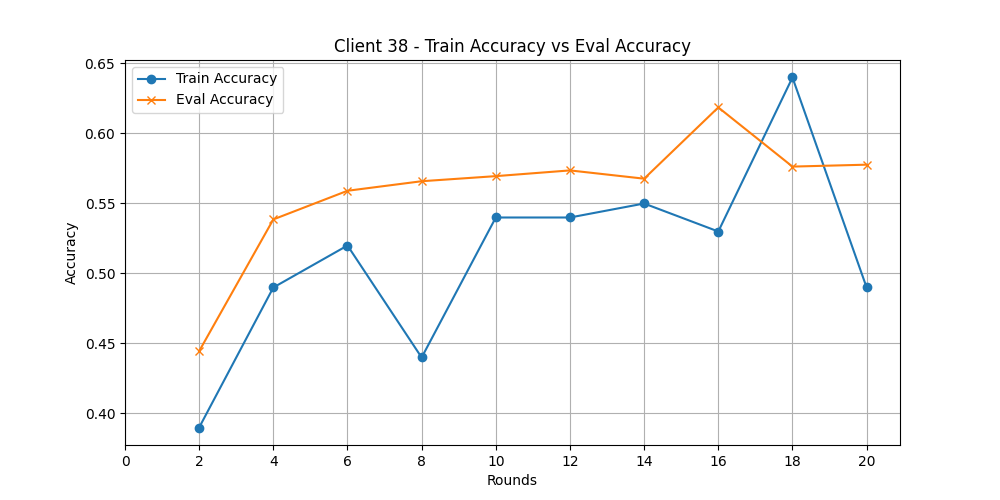 Client 38 - Train Accuracy vs Eval Accuracy
Train Accuracy
Eval Accuracy
Accuracy
0.65
0.60
0.55
0.50
0.45
0.40
0 2 4 6 8 10 12 14 16 18 20
Rounds